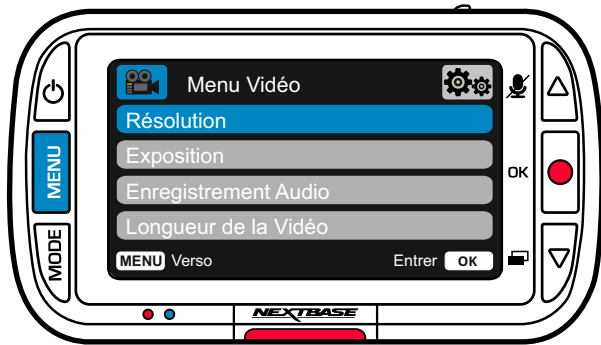 Menu Vidéo
Résolution
Exposition
Enregistrement Audio
Longueur de la Vidéo
MENU Verso Entrer OK
MENU
MODE
OK
NEXTBASE